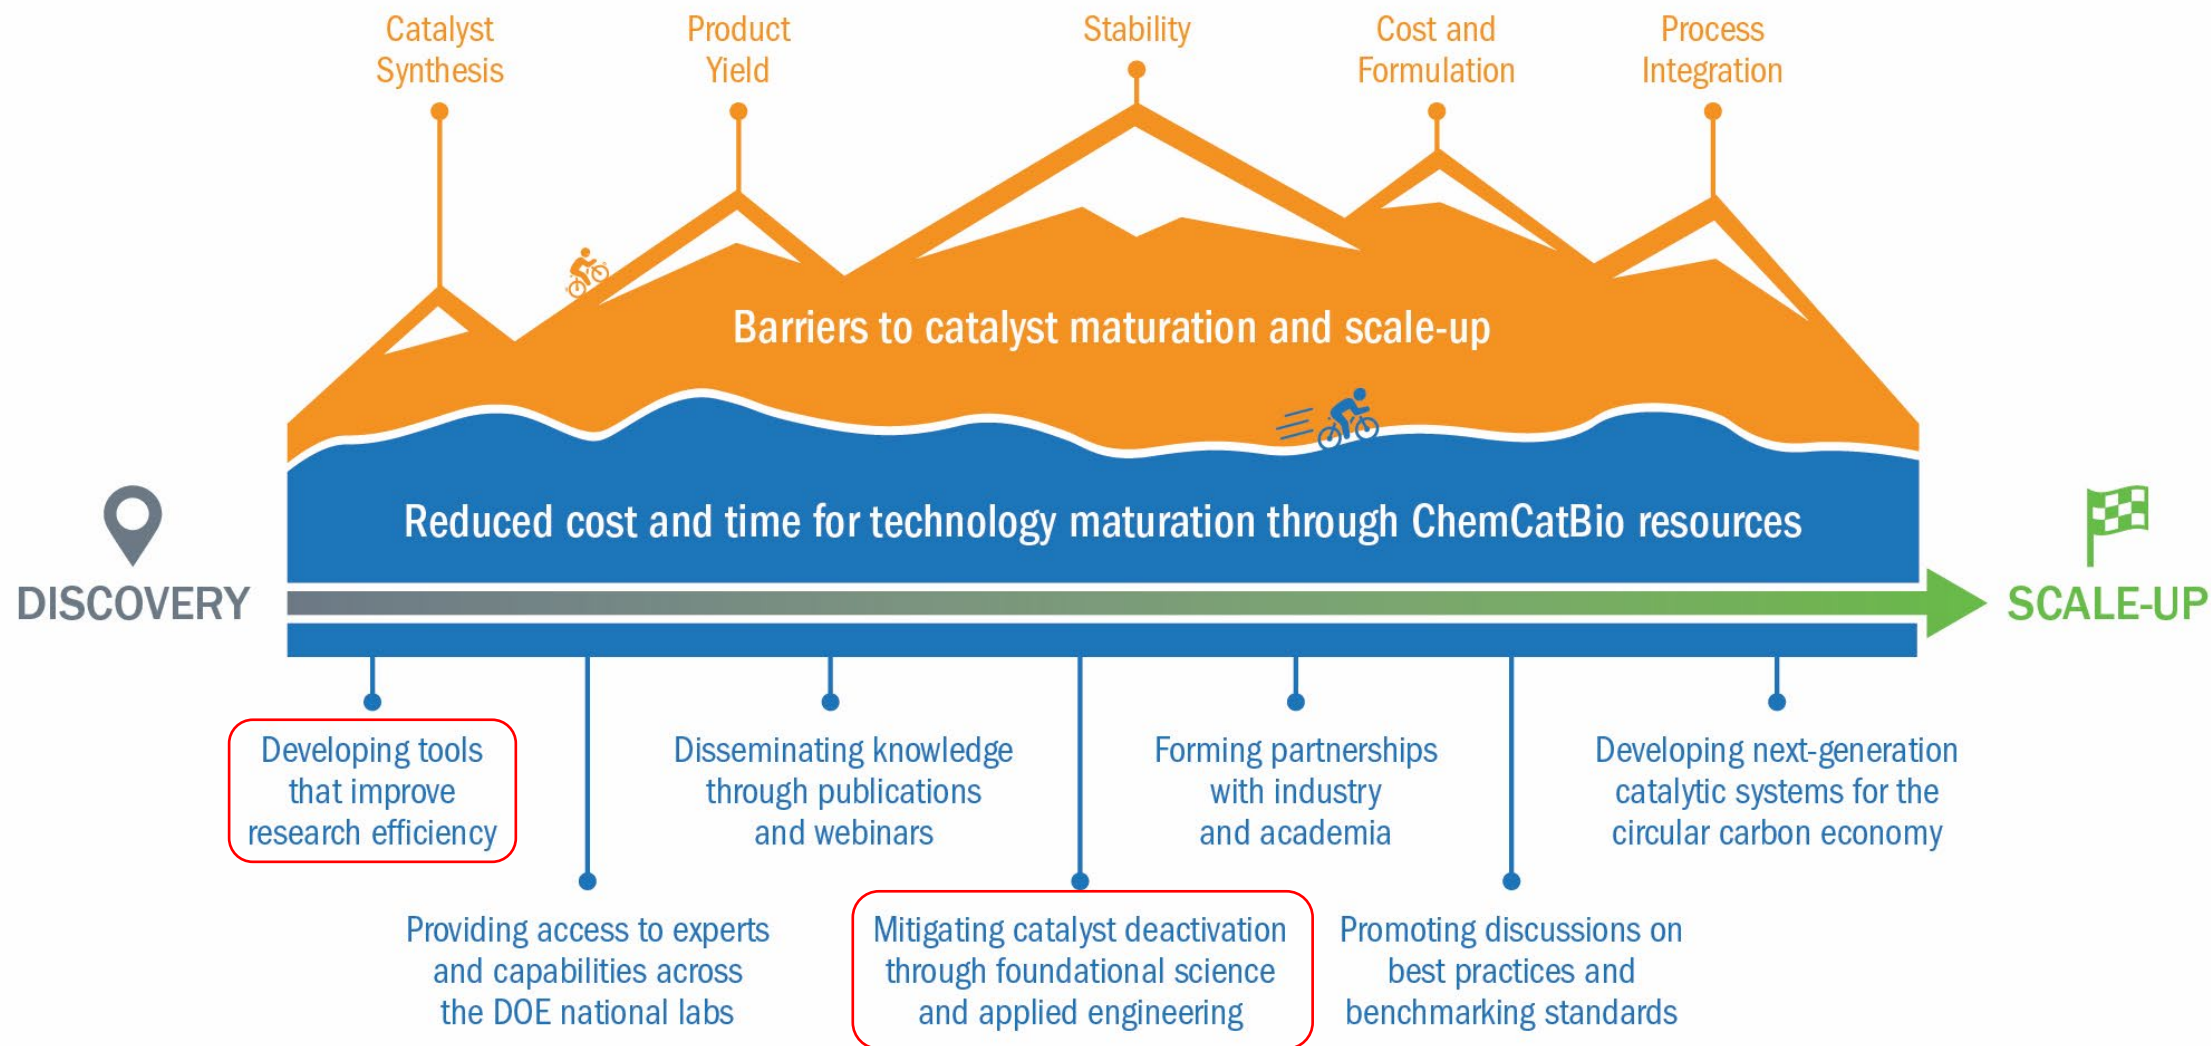 Catalyst
Synthesis
Product
Yield
Stability
Cost and
Formulation
Process
Integration
Barriers to catalyst maturation and scale-up
Reduced cost and time for technology maturation through ChemCatBio resources
DISCOVERY
SCALE-UP
Developing tools
that improve
research efficiency
Providing access to experts
and capabilities across
the DOE national labs
Disseminating knowledge
through publications
and webinars
Mitigating catalyst deactivation
through foundational science
and applied engineering
Forming partnerships
with industry
and academia
Promoting discussions on
best practices and
benchmarking standards
Developing next-generation
catalytic systems for the
circular carbon economy